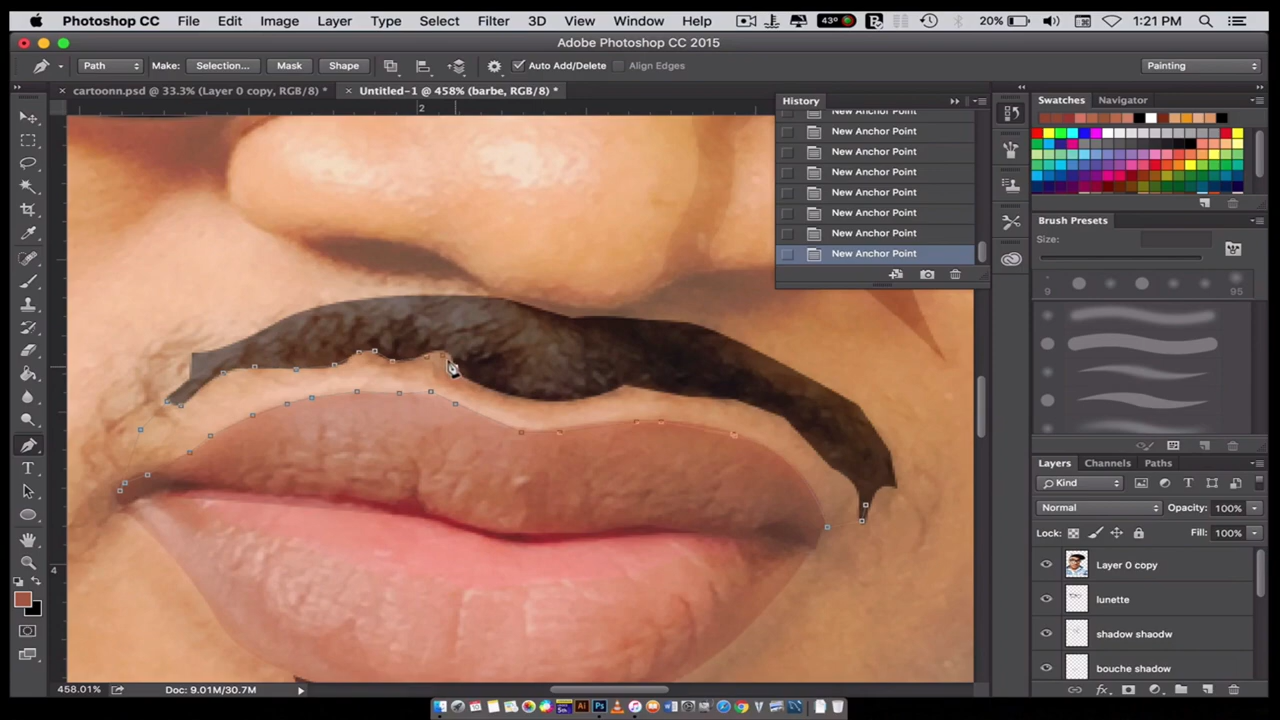 Photoshop CC File Edit Image Layer Type Select Filter 3D View Window Help 43° 20% 1:21 PM
Adobe Photoshop CC 2015
Path Make: Selection... Mask Shape Auto Add/Delete Align Edges Painting
× cartoonn.psd @ 33.3% (Layer 0 copy, RGB/8) * × Untitled-1 @ 458% (barbe, RGB/8) *
2
4
History
New Anchor Point
New Anchor Point
New Anchor Point
New Anchor Point
New Anchor Point
New Anchor Point
New Anchor Point
New Anchor Point
Swatches Navigator
Brush Presets
Size:
9 95
Layers Channels Paths
Kind
Normal Opacity: 100%
Lock: Fill: 100%
Layer 0 copy
lunette
shadow shaodw
bouche shadow
458.01% Doc: 9.01M/30.7M